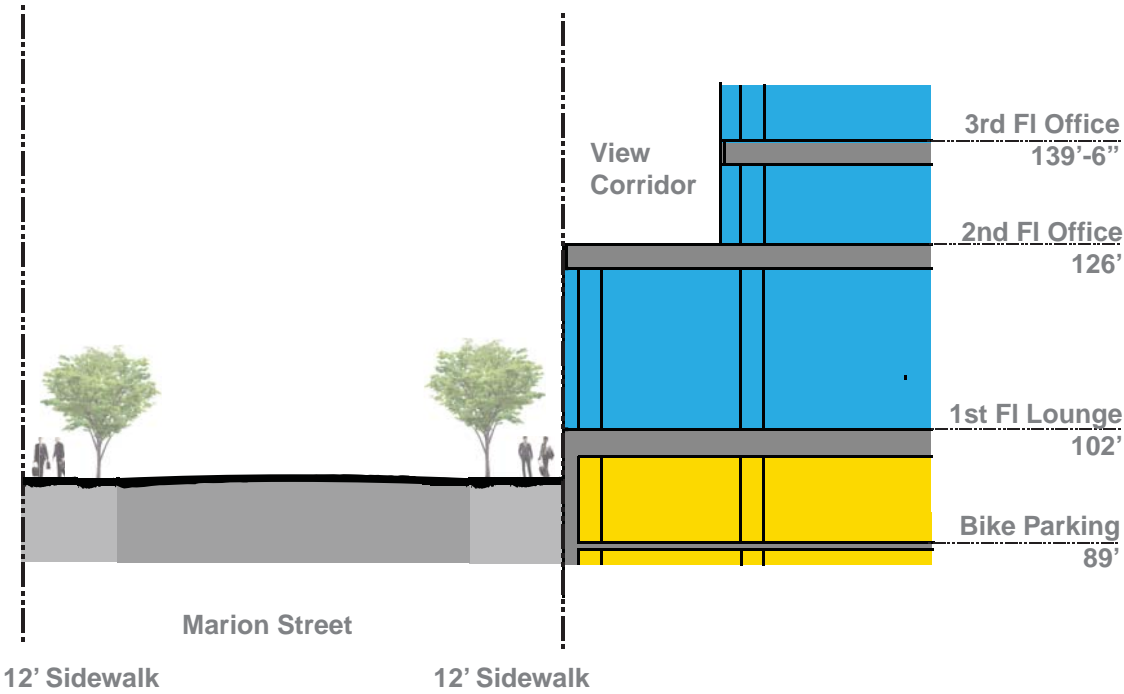 3rd Fl Office
139’-6”
View
Corridor
2nd Fl Office
126’
1st Fl Lounge
102’
Bike Parking
89’
Marion Street
12’ Sidewalk
12’ Sidewalk